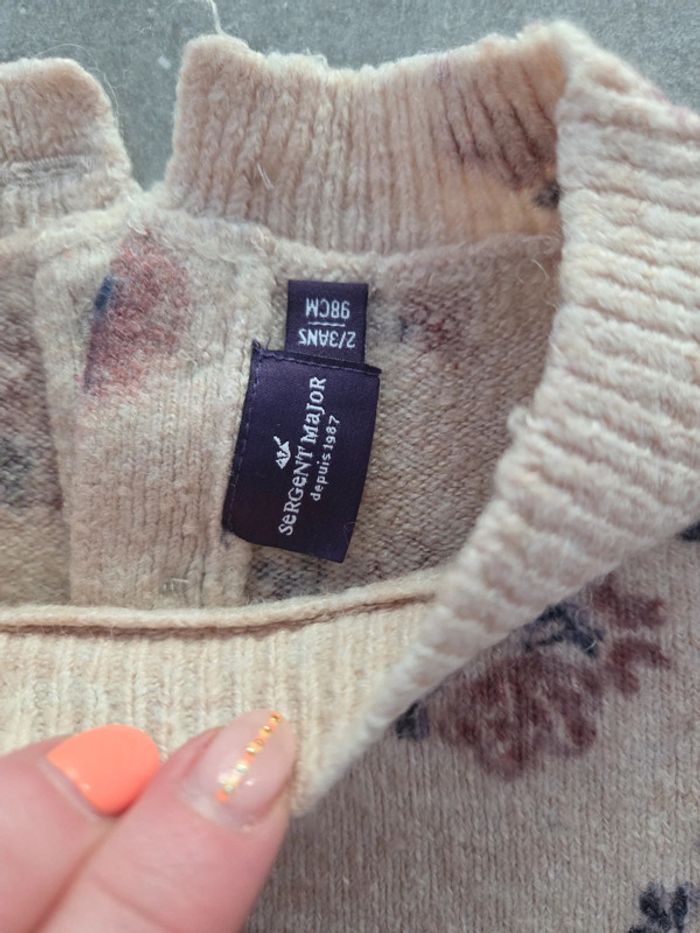 2/3ANS
98CM
SeRGeNT MaJOR
depuis 1987